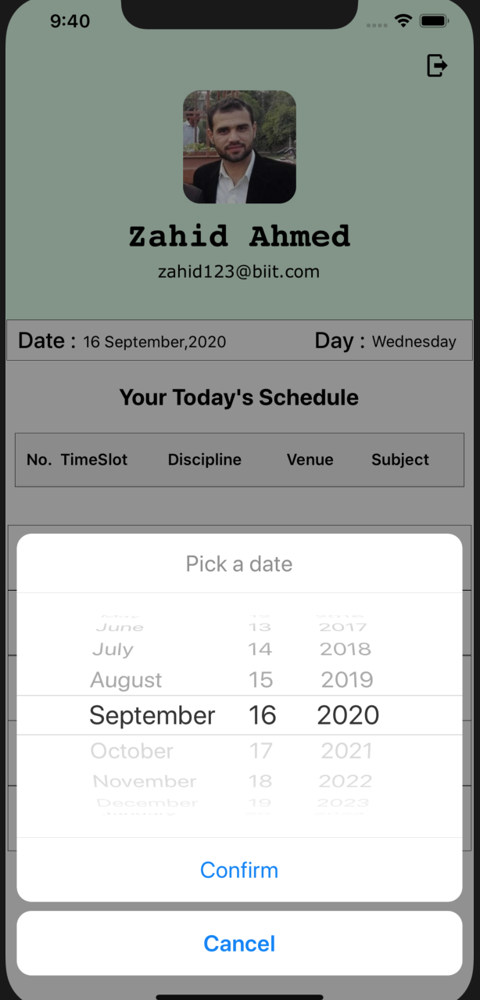 9:40
Zahid Ahmed
zahid123@biit.com
Date : 16 September,2020 Day : Wednesday
Your Today's Schedule
No. TimeSlot Discipline Venue Subject
Pick a date
June 13 2017
July 14 2018
August 15 2019
September 16 2020
October 17 2021
November 18 2022
December 19 2023
Confirm
Cancel